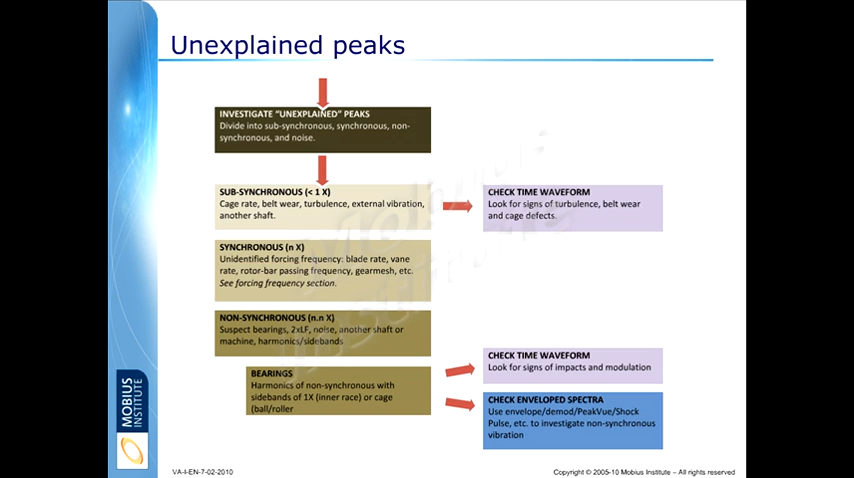 Unexplained peaks
INVESTIGATE "UNEXPLAINED" PEAKS
Divide into sub-synchronous, synchronous, non-
synchronous, and noise.
SUB-SYNCHRONOUS (< 1 X)
Cage rate, belt wear, turbulence, external vibration,
another shaft.
CHECK TIME WAVEFORM
Look for signs of turbulence, belt wear
and cage defects.
SYNCHRONOUS (n X)
Unidentified forcing frequency: blade rate, vane
rate, rotor-bar passing frequency, gearmesh, etc.
See forcing frequency section.
NON-SYNCHRONOUS (n.n X)
Suspect bearings, 2xLF, noise, another shaft or
machine, harmonics/sidebands
BEARINGS
Harmonics of non-synchronous with
sidebands of 1X (inner race) or cage
(ball/roller
CHECK TIME WAVEFORM
Look for signs of impacts and modulation
CHECK ENVELOPED SPECTRA
Use envelope/demod/PeakVue/Shock
Pulse, etc. to investigate non-synchronous
vibration
Mobius
Institute
MOBIUS
INSTITUTE
VA-I-EN-7-02-2010
Copyright © 2005-10 Mobius Institute – All rights reserved